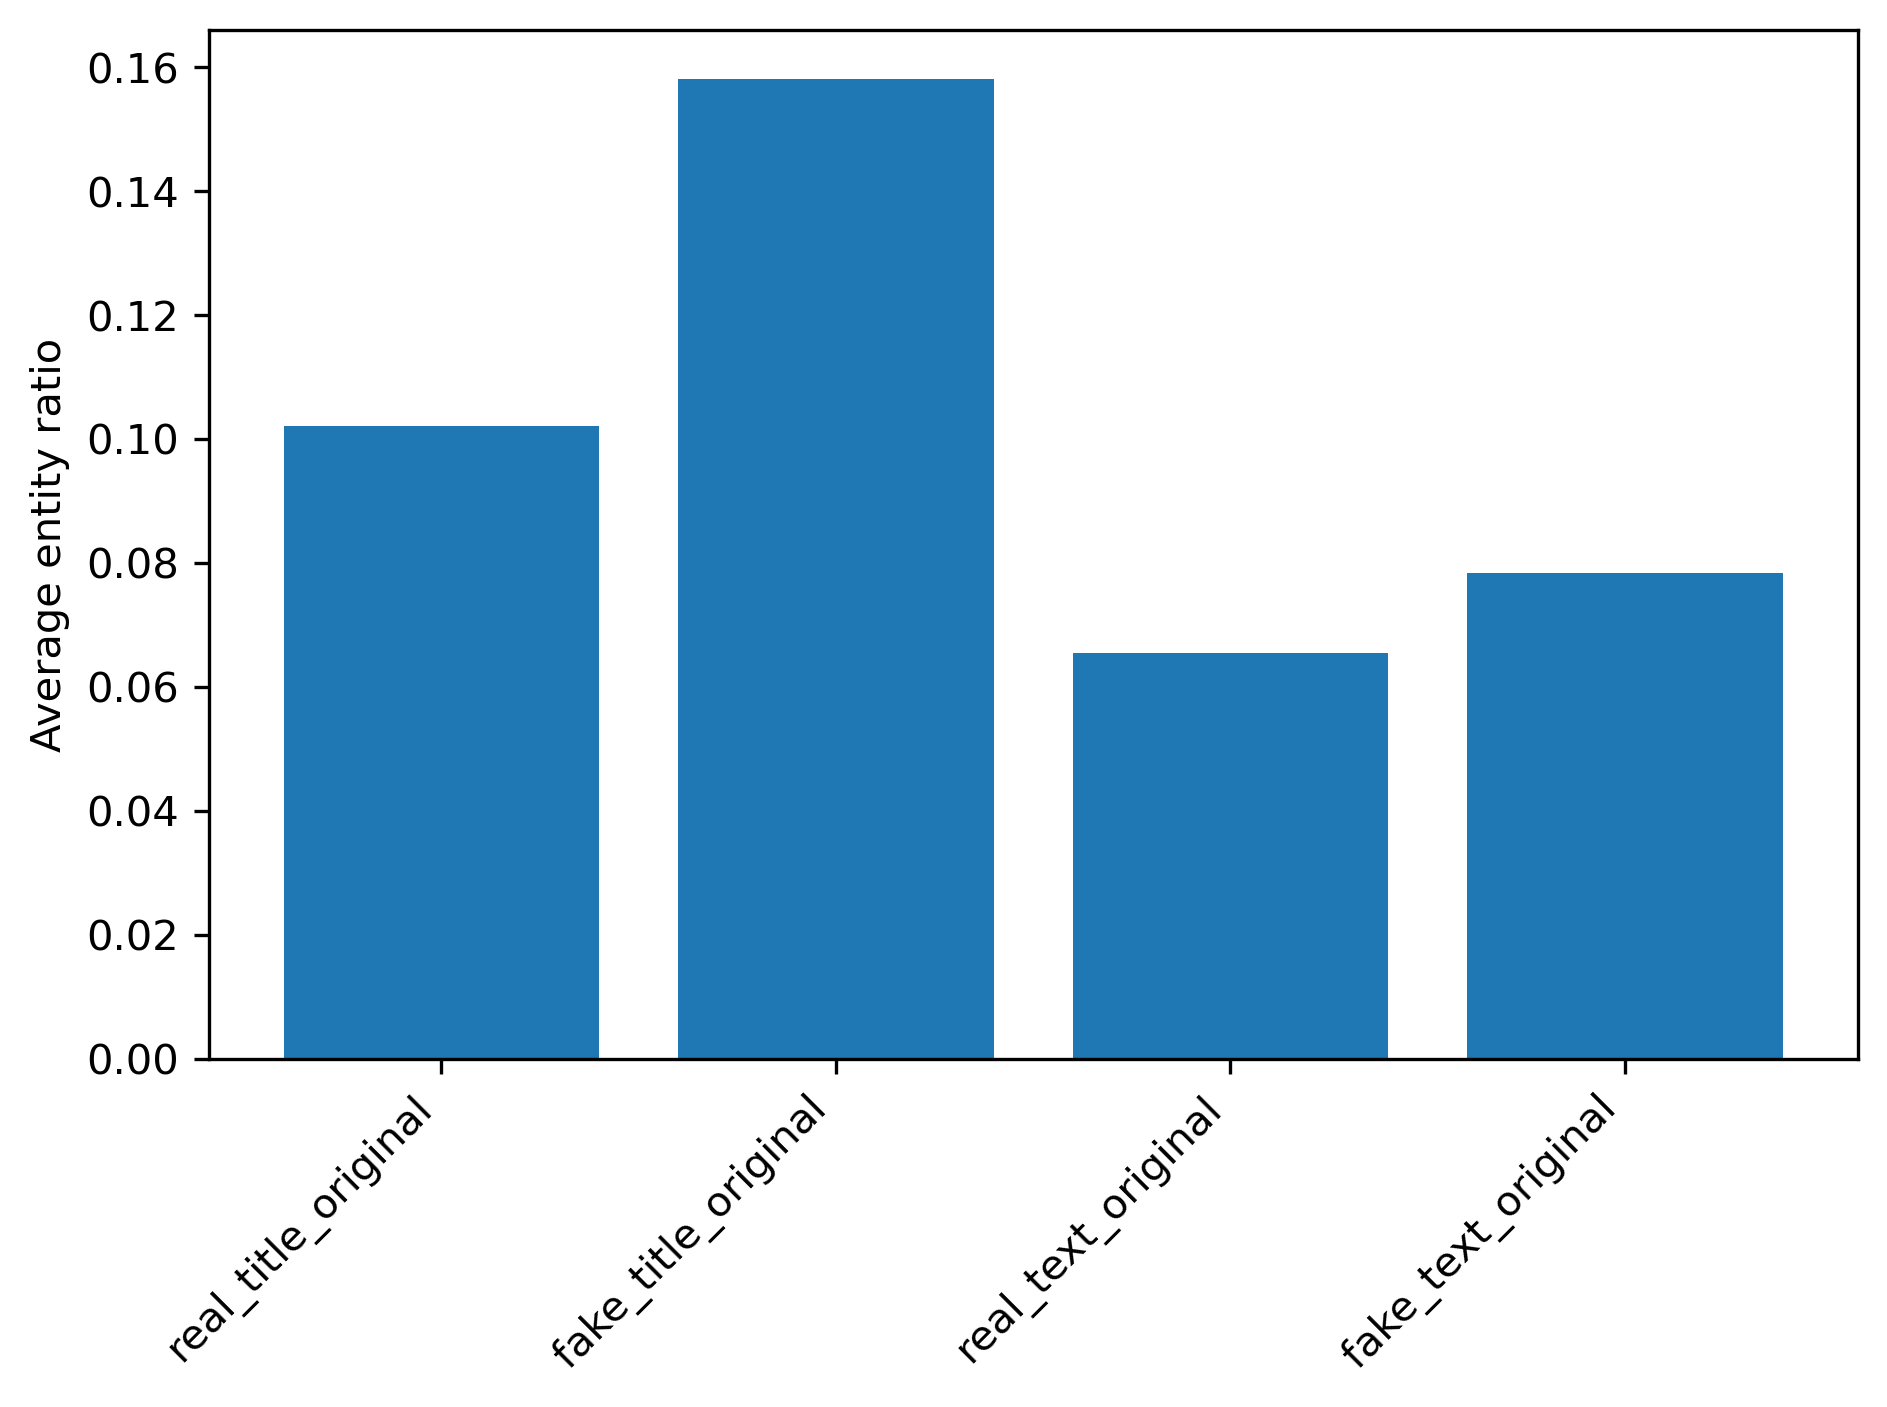 0.16
0.14
0.12
0.10
0.08
0.06
0.04
0.02
0.00
Average entity ratio
real_title_original
fake_title_original
real_text_original
fake_text_original